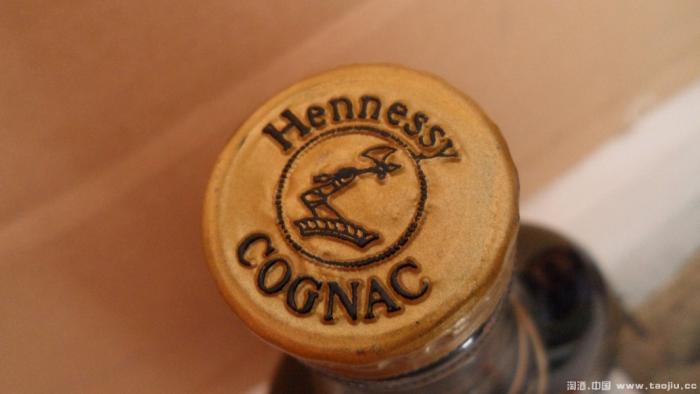 Hennessy
COGNAC
淘酒.中国 www.taojiu.cc